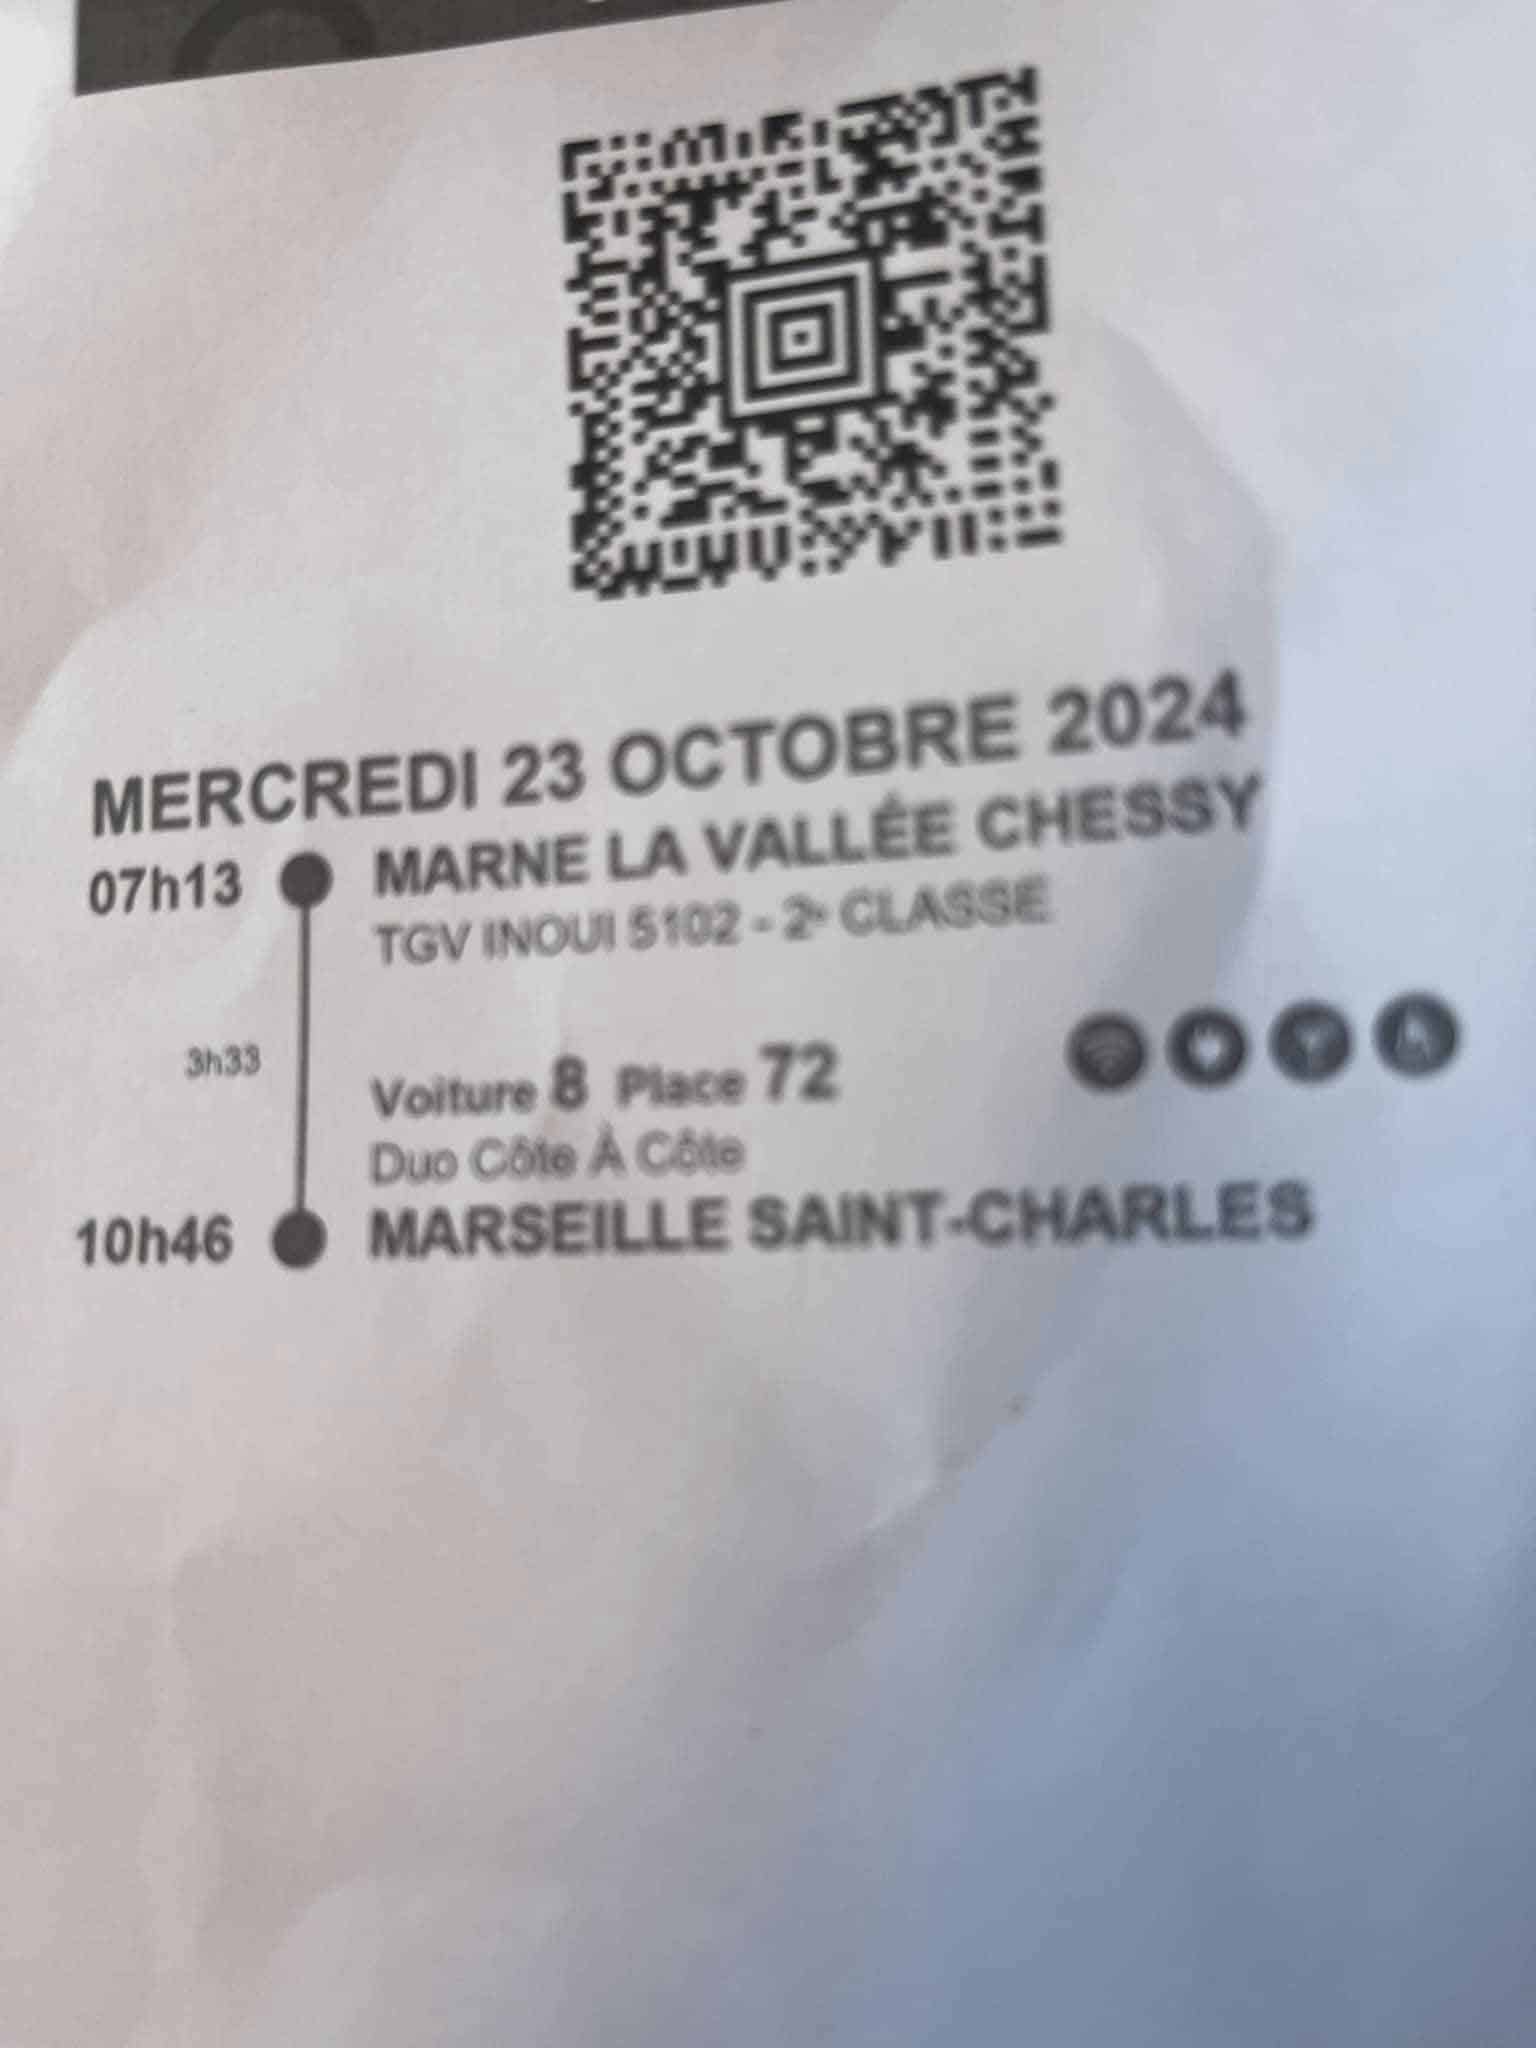 MERCREDI 23 OCTOBRE 2024
07h13 MARNE LA VALLÉE CHESSY
TGV INOUI 5102 - 2e CLASSE
3h33
Voiture 8 Place 72
Duo Côte À Côte
10h46 MARSEILLE SAINT-CHARLES